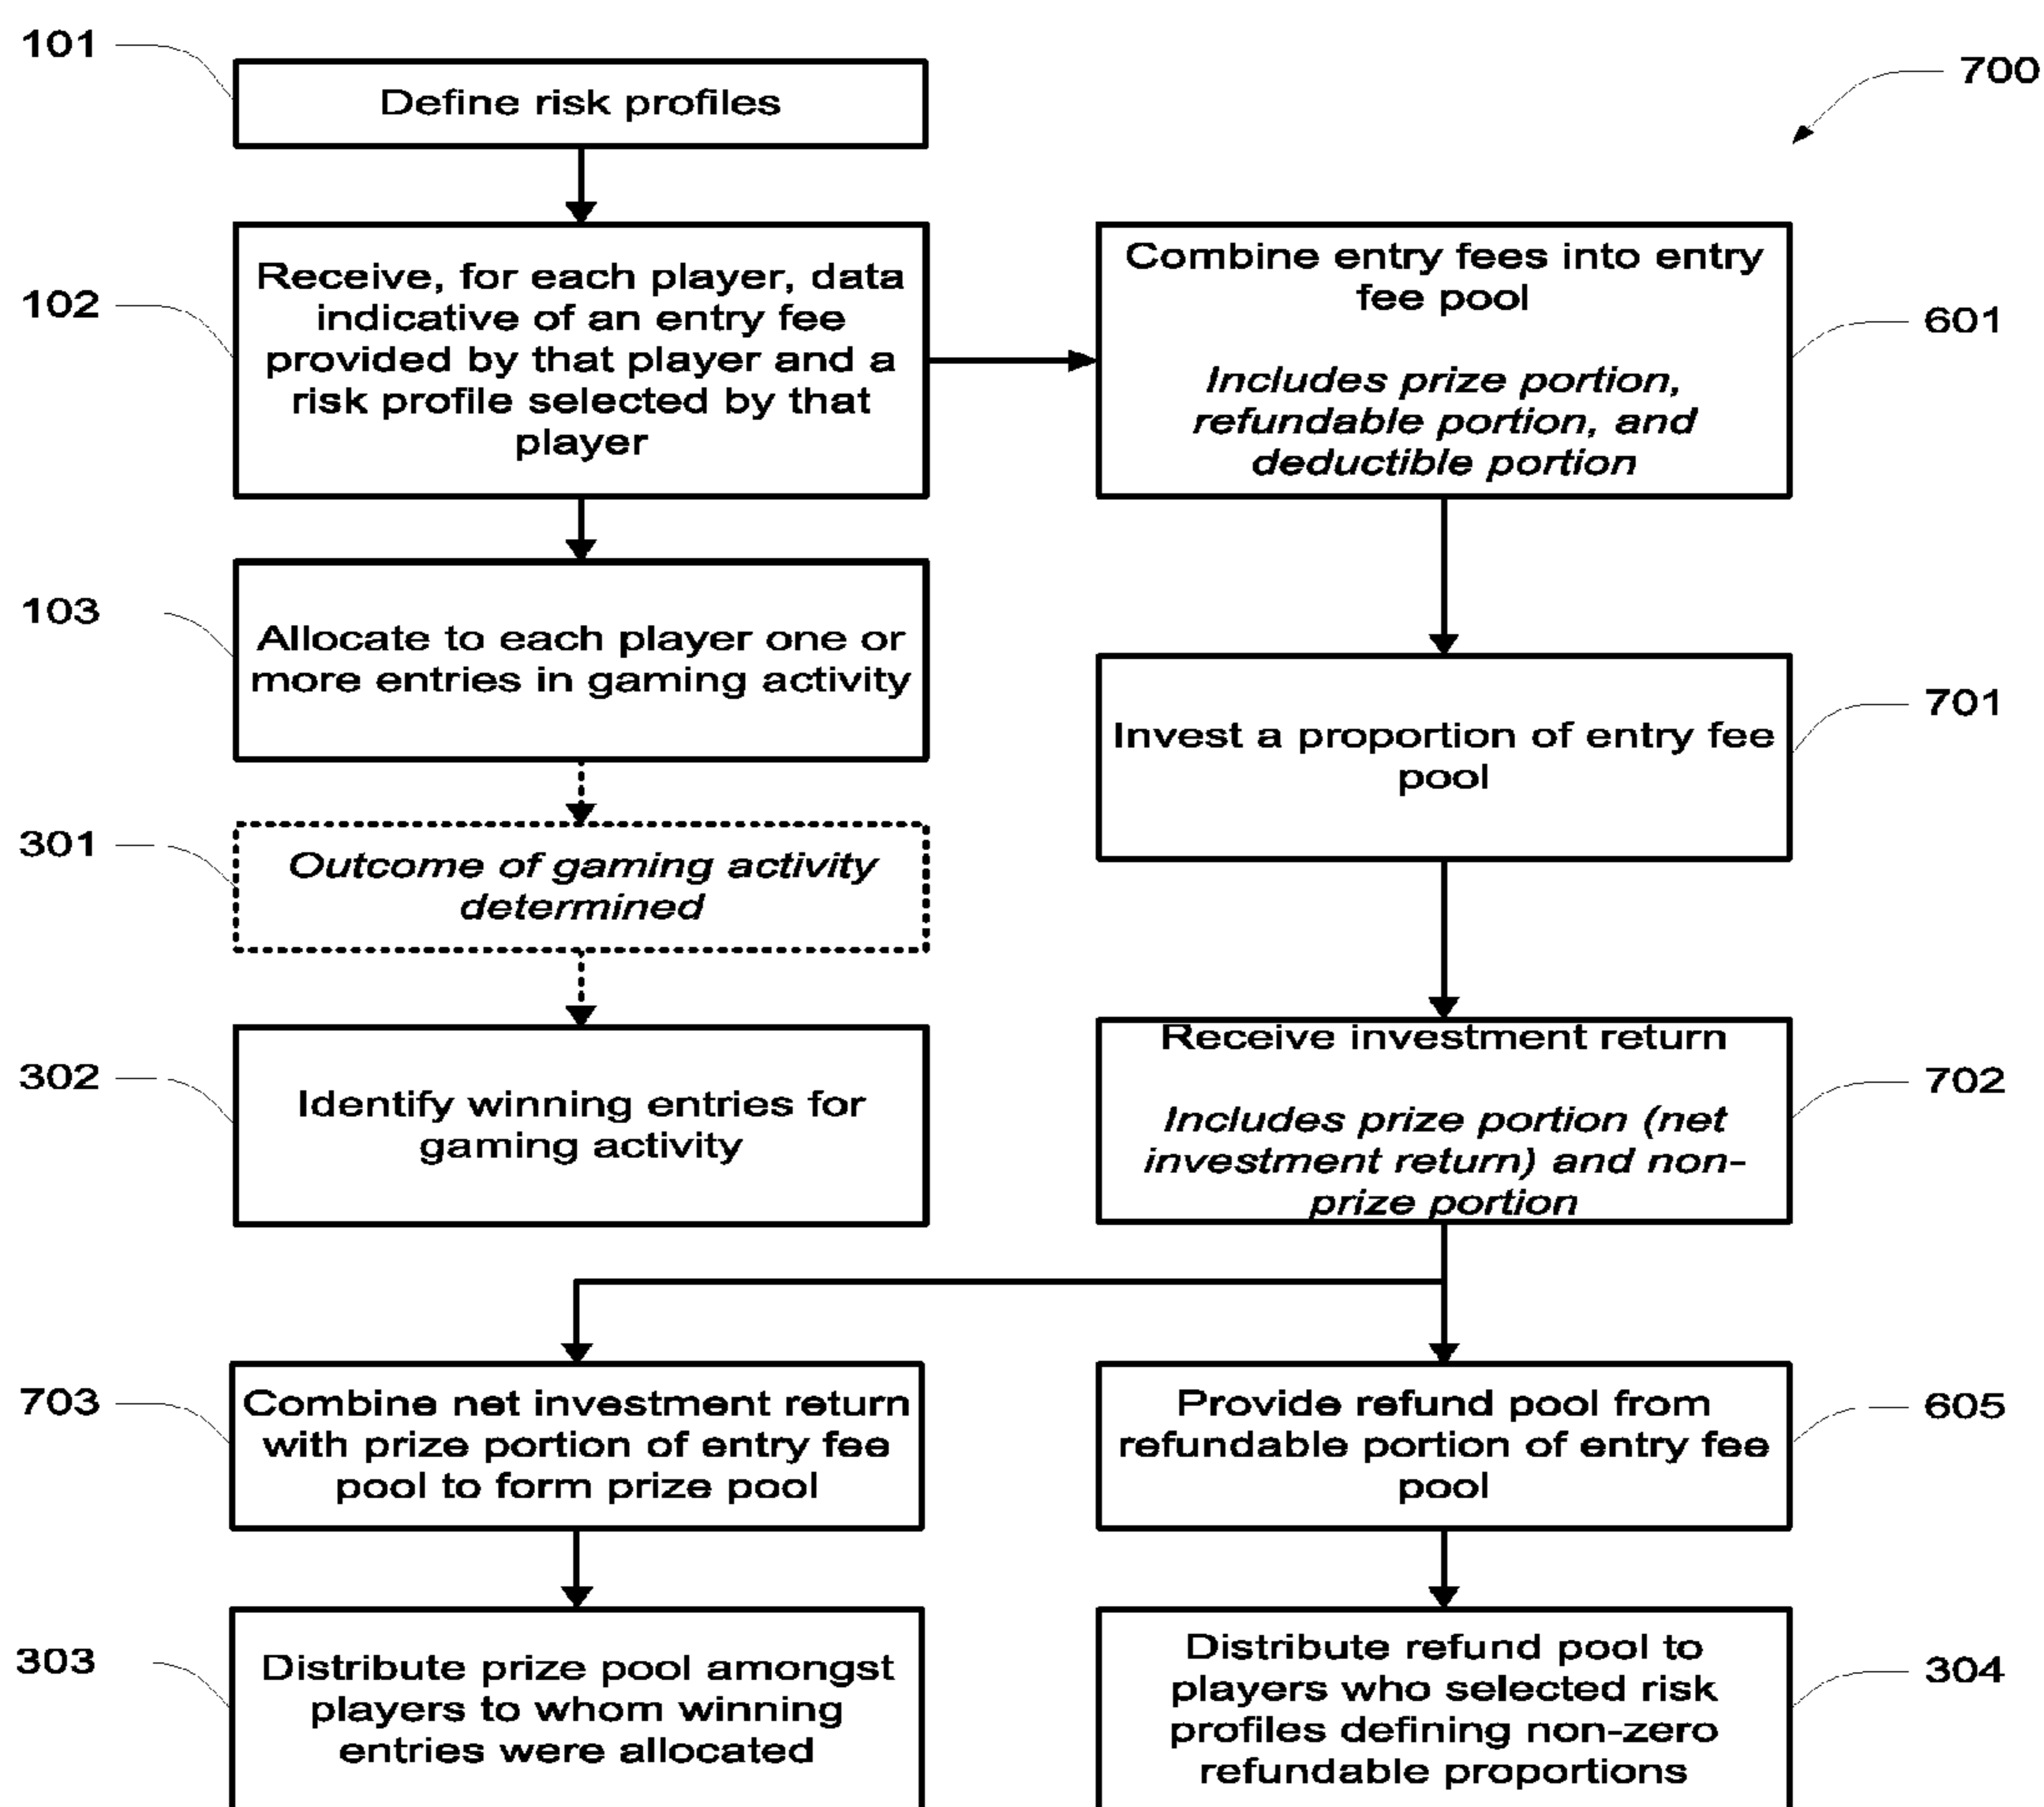 101
Define risk profiles
700
102
Receive, for each player, data
indicative of an entry fee
provided by that player and a
risk profile selected by that
player
Combine entry fees into entry
fee pool
Includes prize portion,
refundable portion, and
deductible portion
601
103
Allocate to each player one or
more entries in gaming activity
Invest a proportion of entry fee
pool
701
301
Outcome of gaming activity
determined
302
Identify winning entries for
gaming activity
Receive investment return
Includes prize portion (net
investment return) and non-
prize portion
702
703
Combine net investment return
with prize portion of entry fee
pool to form prize pool
Provide refund pool from
refundable portion of entry fee
pool
605
303
Distribute prize pool amongst
players to whom winning
entries were allocated
Distribute refund pool to
players who selected risk
profiles defining non-zero
refundable proportions
304